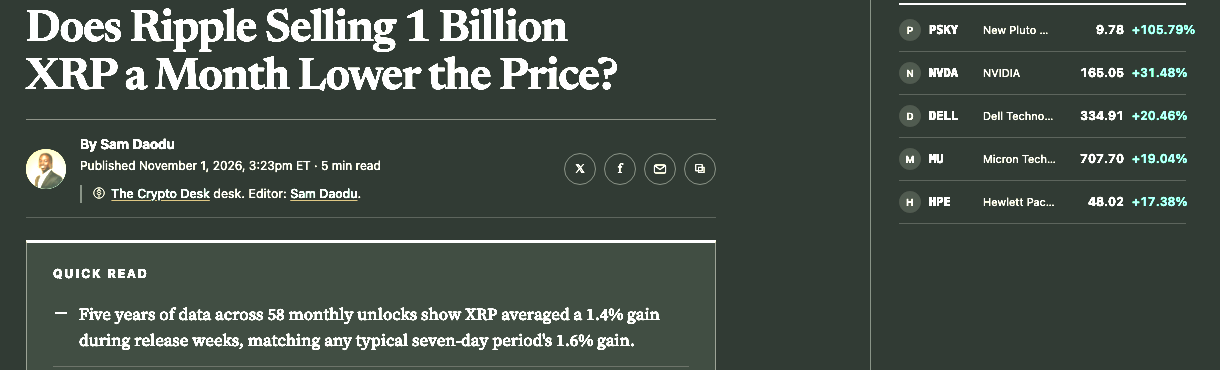 Does Ripple Selling 1 Billion
XRP a Month Lower the Price?
By Sam Daodu
Published November 1, 2026, 3:23pm ET · 5 min read
The Crypto Desk desk. Editor: Sam Daodu.
QUICK READ
— Five years of data across 58 monthly unlocks show XRP averaged a 1.4% gain
during release weeks, matching any typical seven-day period's 1.6% gain.
P PSKY New Pluto ... 9.78 +105.79%
N NVDA NVIDIA 165.05 +31.48%
D DELL Dell Techno... 334.91 +20.46%
M MU Micron Tech... 707.70 +19.04%
H HPE Hewlett Pac... 48.02 +17.38%